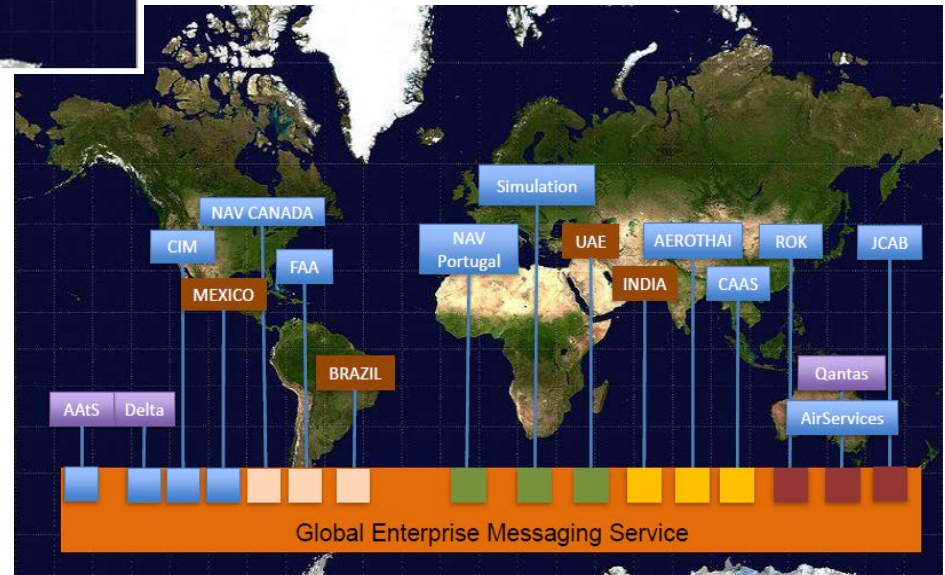 Simulation
NAV CANADA
CIM
FAA
MEXICO
NAV
Portugal
UAE
INDIA
AEROTHAI
CAAS
ROK
JCAB
BRAZIL
Qantas
AAtS
Delta
AirServices
Global Enterprise Messaging Service